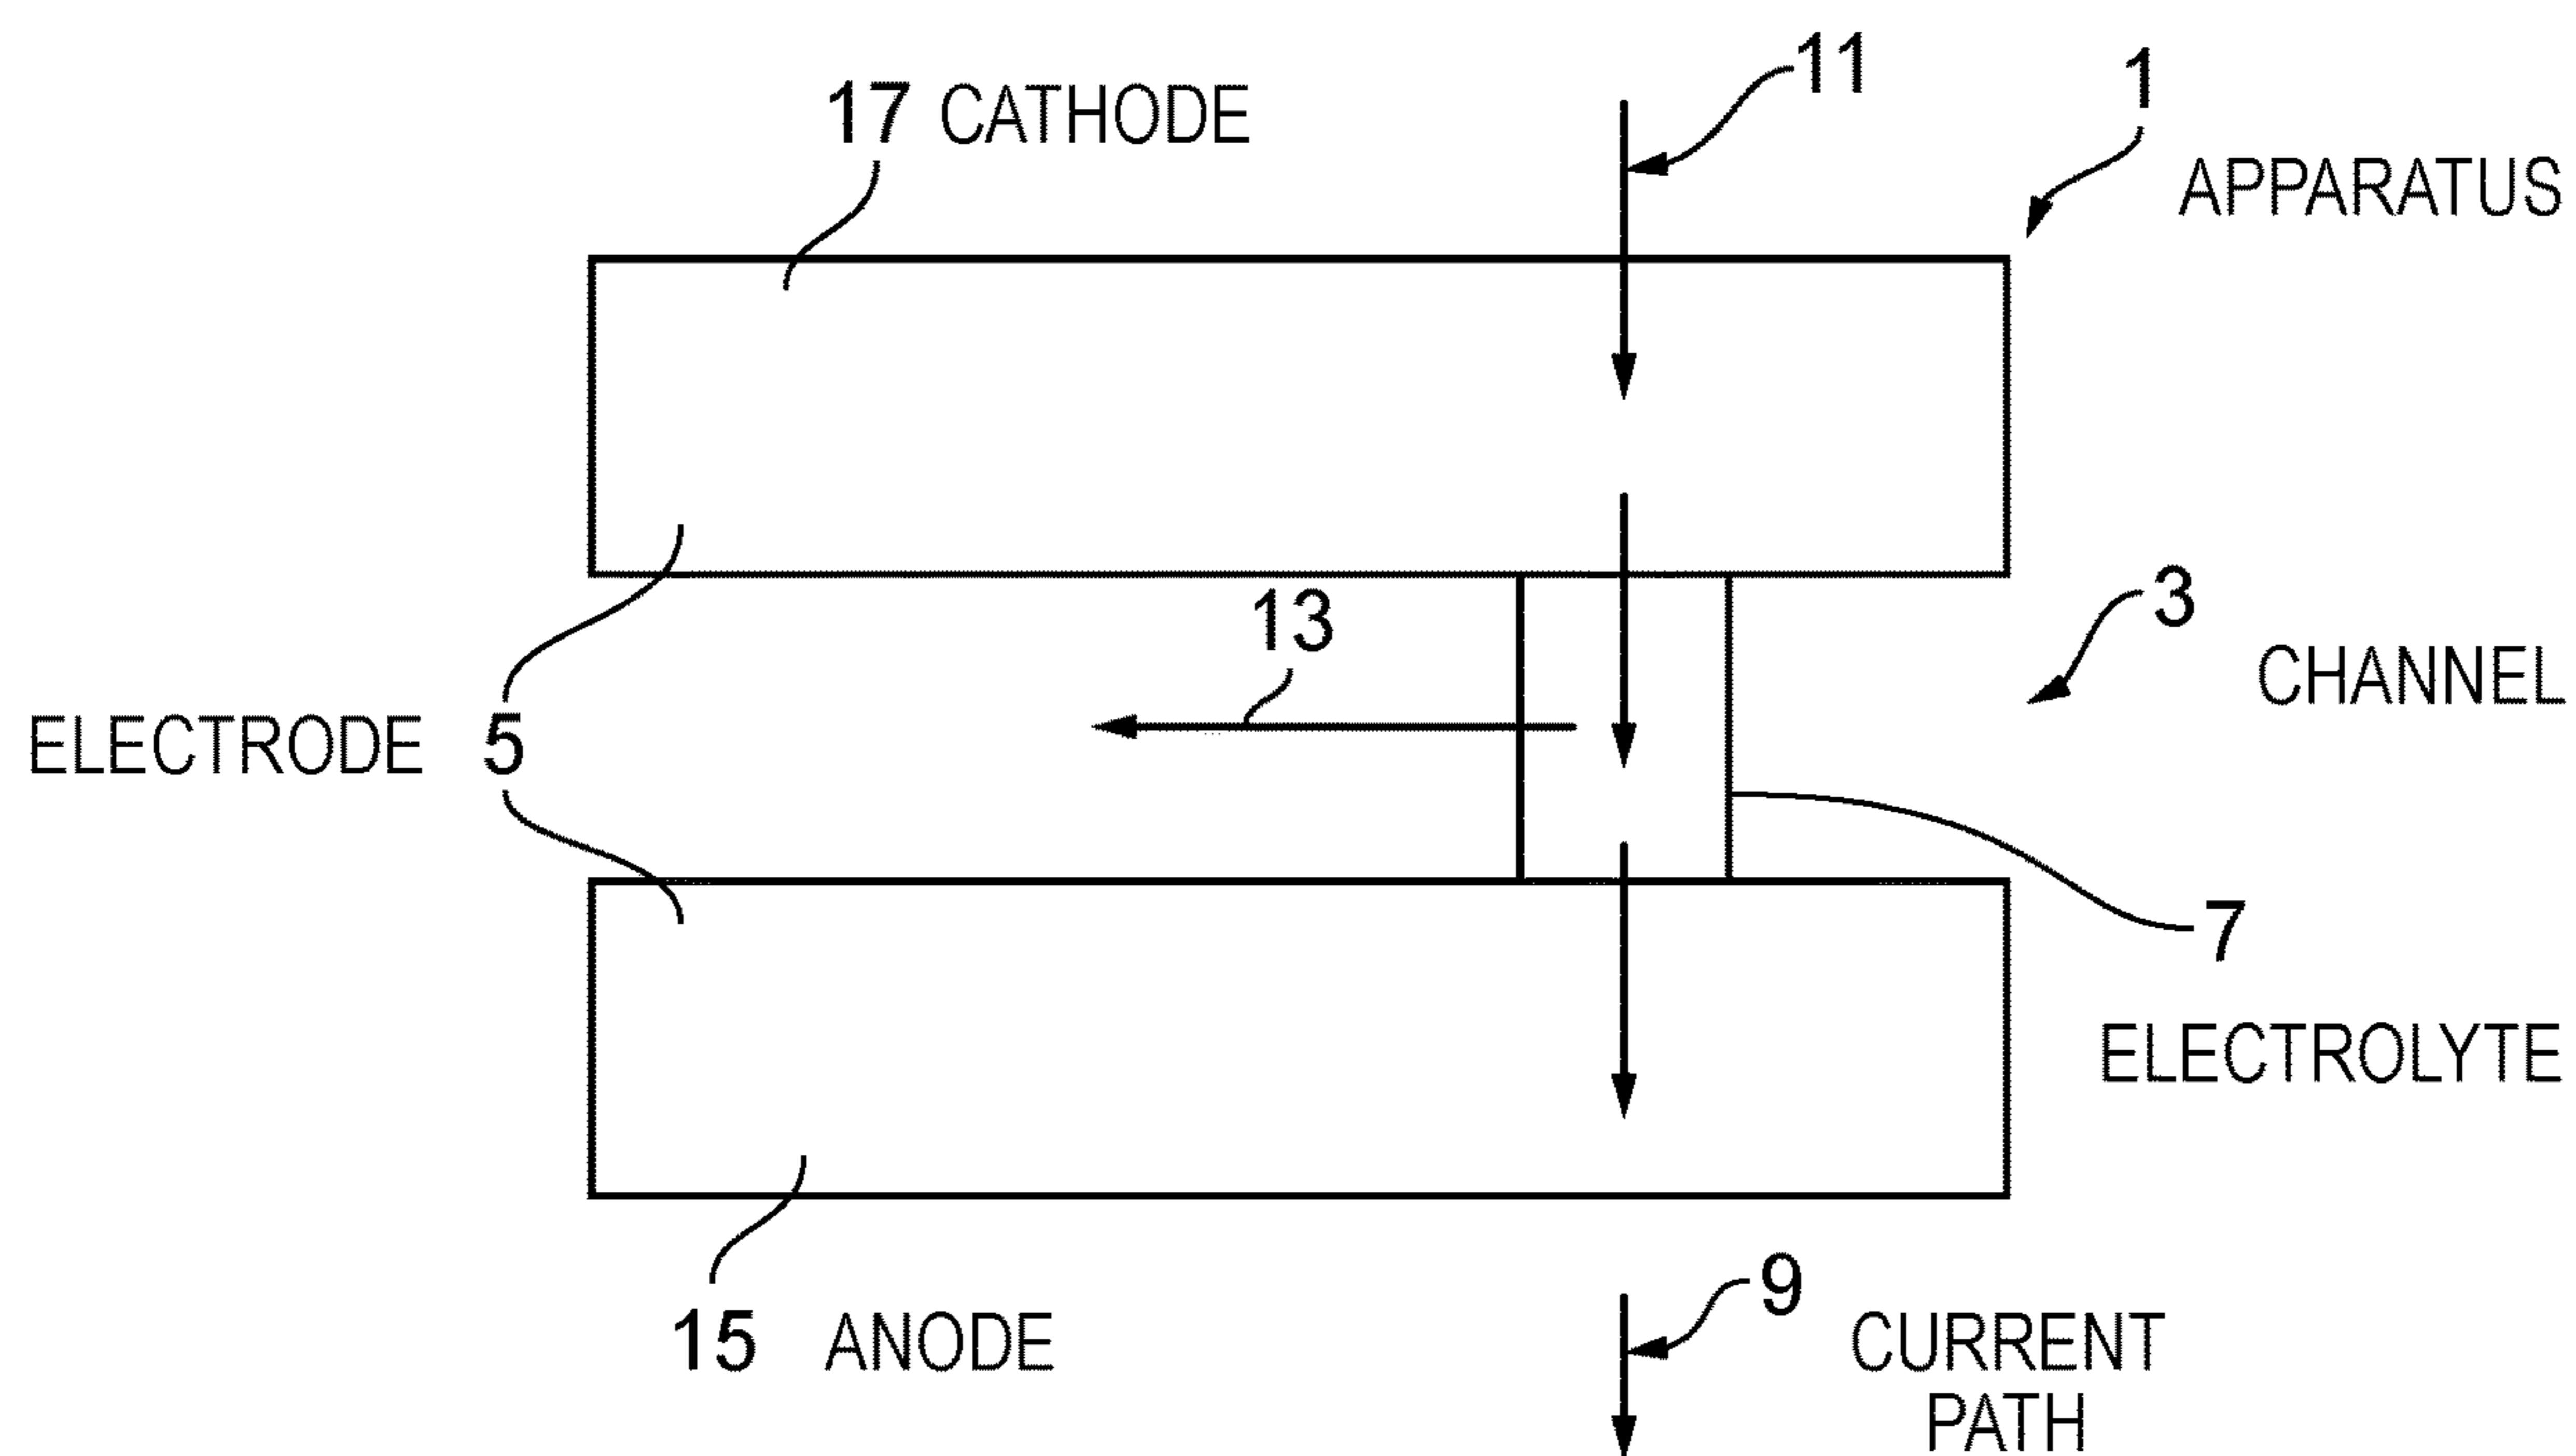 11
1
17 CATHODE
APPARATUS
3
13
CHANNEL
ELECTRODE 5
7
ELECTROLYTE
9
15 ANODE
CURRENT
PATH